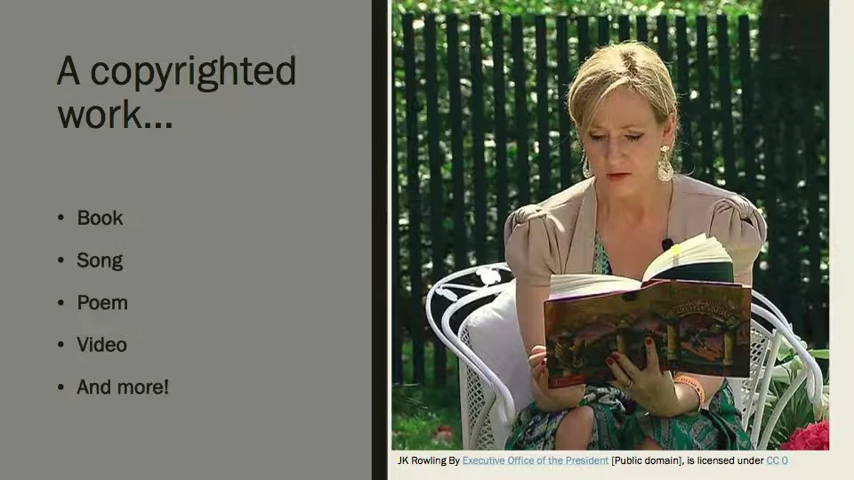 A copyrighted
work...
• Book
• Song
• Poem
• Video
• And more!
JK Rowling By Executive Office of the President [Public domain], is licensed under CC 0